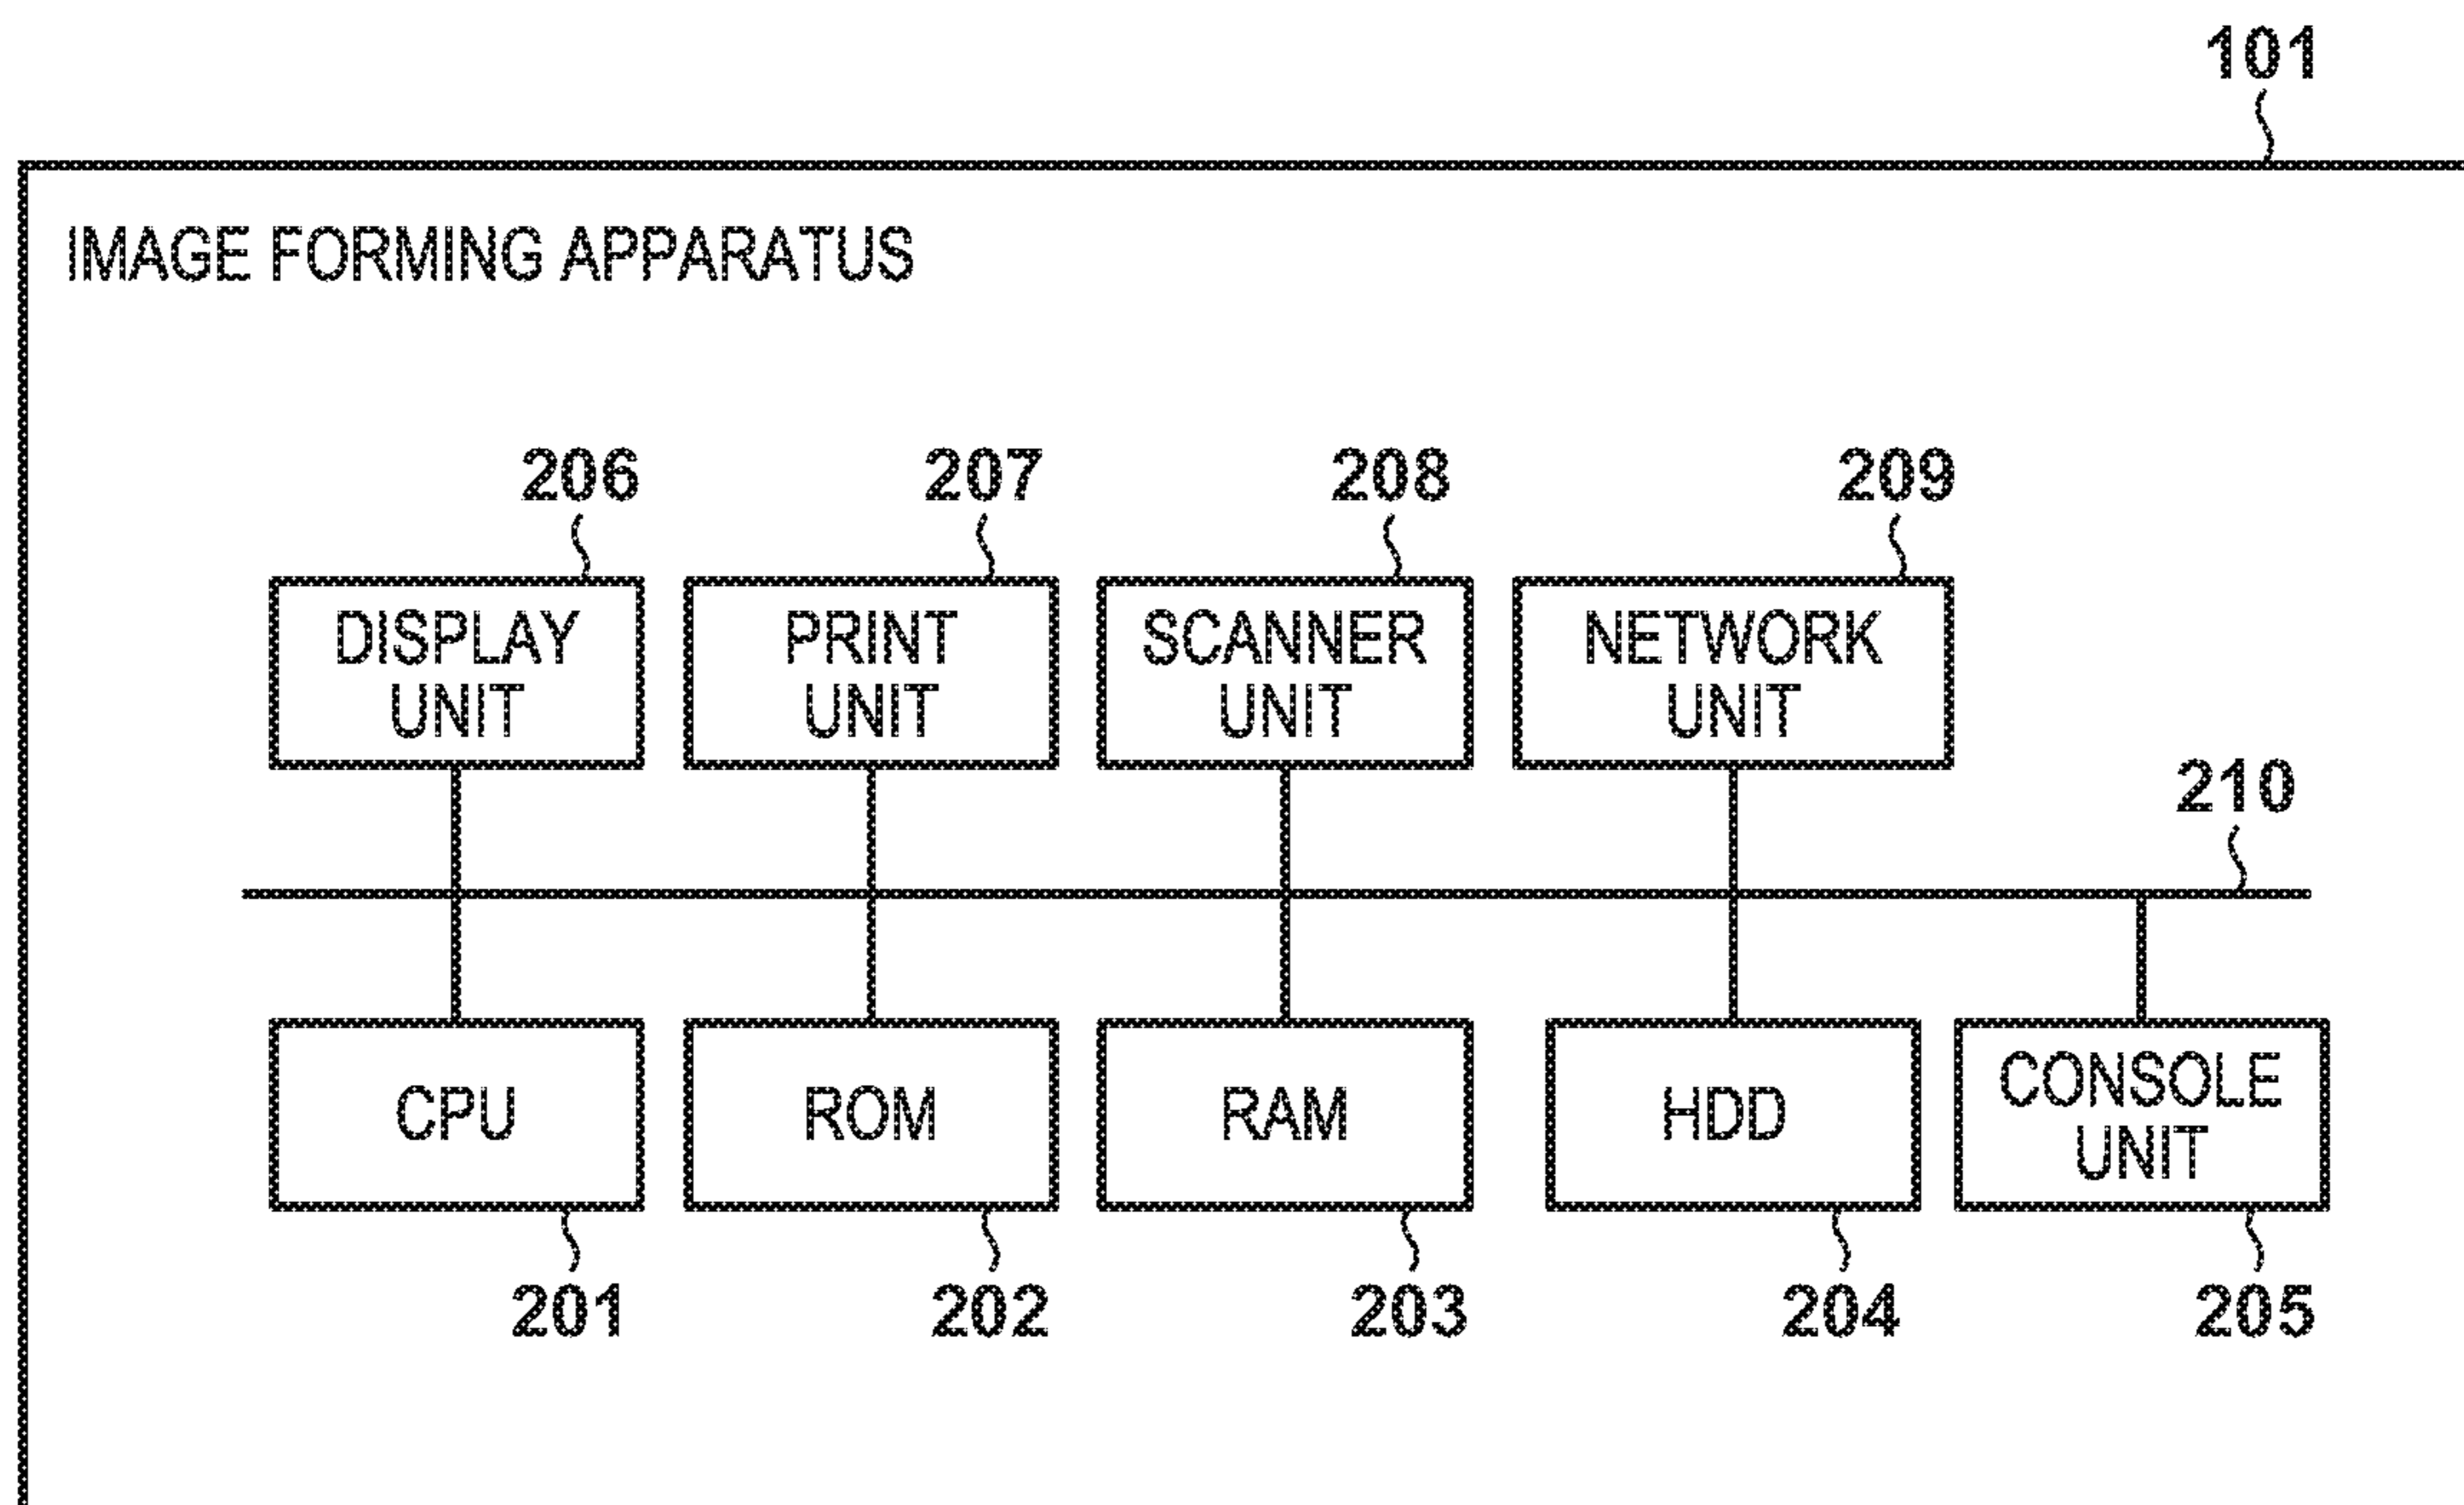 101
IMAGE FORMING APPARATUS
206
207
208
209
DISPLAY
UNIT
PRINT
UNIT
SCANNER
UNIT
NETWORK
UNIT
210
CPU
ROM
RAM
HDD
CONSOLE
UNIT
201
202
203
204
205